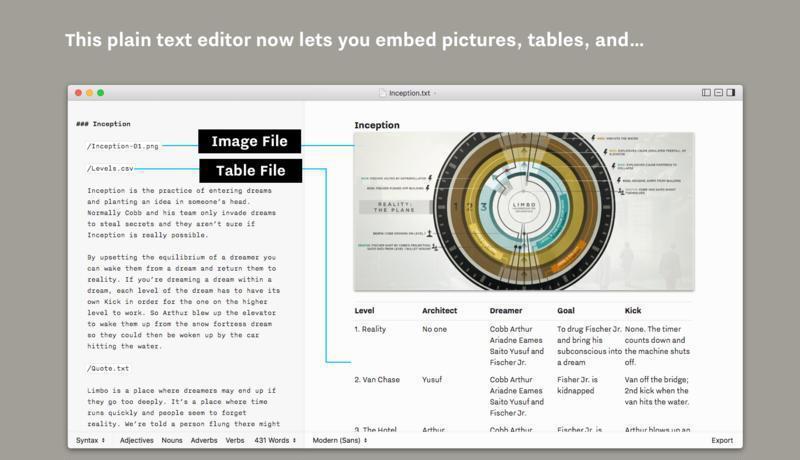 This plain text editor now lets you embed pictures, tables, and...
Inception.txt
### Inception
/Inception-01.png
Image File
/Levels.csv
Table File
Inception is the practice of entering dreams
and planting an idea in someone's head.
Normally Cobb and his team only invade dreams
to steal secrets and they aren't sure if
Inception is really possible.
By upsetting the equilibrium of a dreamer you
can wake them from a dream and return them to
reality. If you're dreaming a dream within a
dream, each level of the dream has to have its
own Kick in order for the one on the higher
level to work. So Arthur blew up the elevator
to wake them up from the snow fortress dream
so they could then be woken up by the car
hitting the water.
/Quote.txt
Limbo is a place where dreamers may end up if
they go too deeply. It's a place where time
runs quickly and people seem to forget
reality. We're told a person flung there might
Inception
REALITY:
THE PLANE
1 2 3
LIMBO
Level Architect Dreamer Goal Kick
1. Reality No one Cobb Arthur To drug Fischer Jr. None. The timer
Ariadne Eames and bring his counts down and
Saito Yusuf and subconscious into the machine shuts
Fischer Jr. a dream off.
2. Van Chase Yusuf Cobb Arthur Fisher Jr. is Van off the bridge;
Ariadne Eames kidnapped 2nd kick when the
Saito Yusuf and van hits the water.
Fischer Jr.
3. The Hotel Arthur Cobb Arthur Fischer Jr. is Arthur blows up an
Syntax Adjectives Nouns Adverbs Verbs 431 Words Modern (Sans) Export